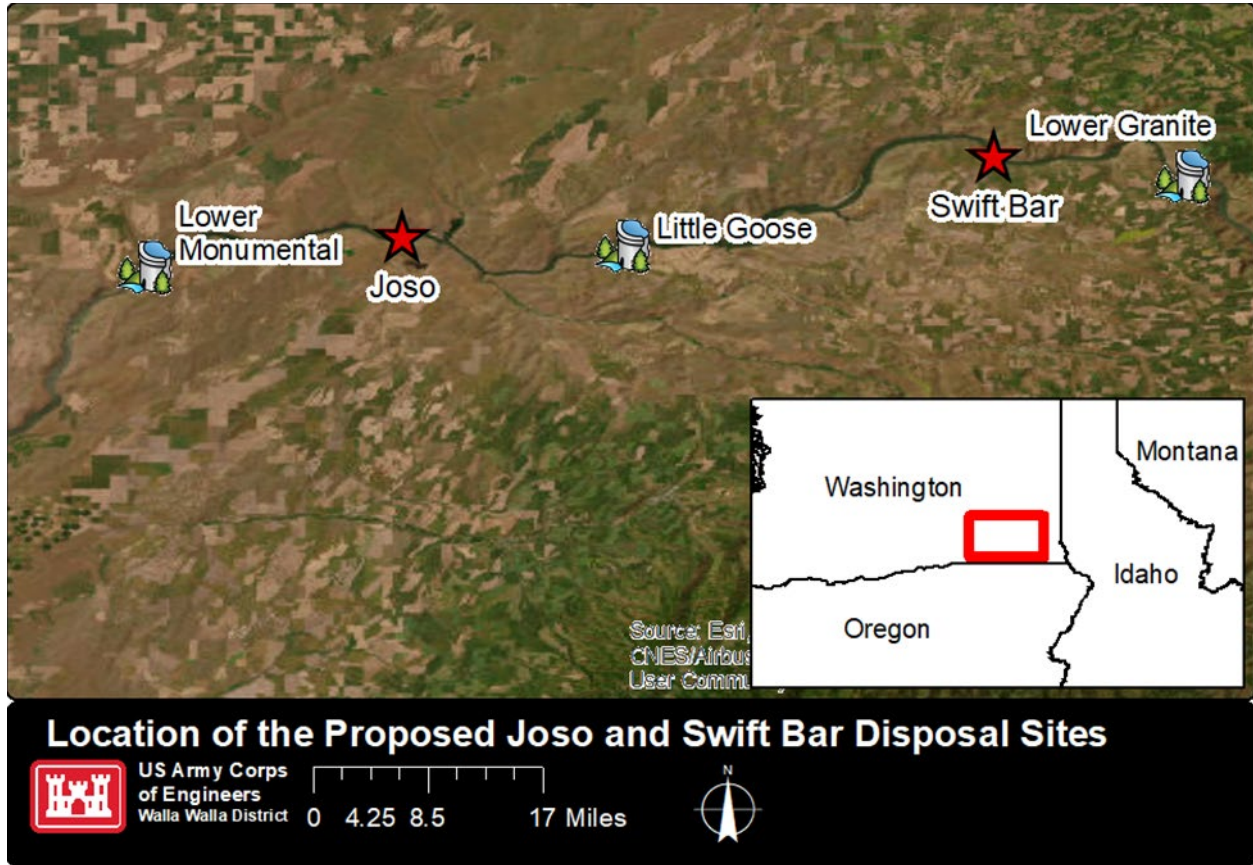 Lower Granite
Swift Bar
Lower
Monumental
Little Goose
Joso
Montana
Washington
Idaho
Oregon
Source: Esri,
CNES/Airbus
User
Location of the Proposed Joso and Swift Bar Disposal Sites
US Army Corps
of Engineers
Walla Walla District
0 4.25 8.5 17 Miles
N